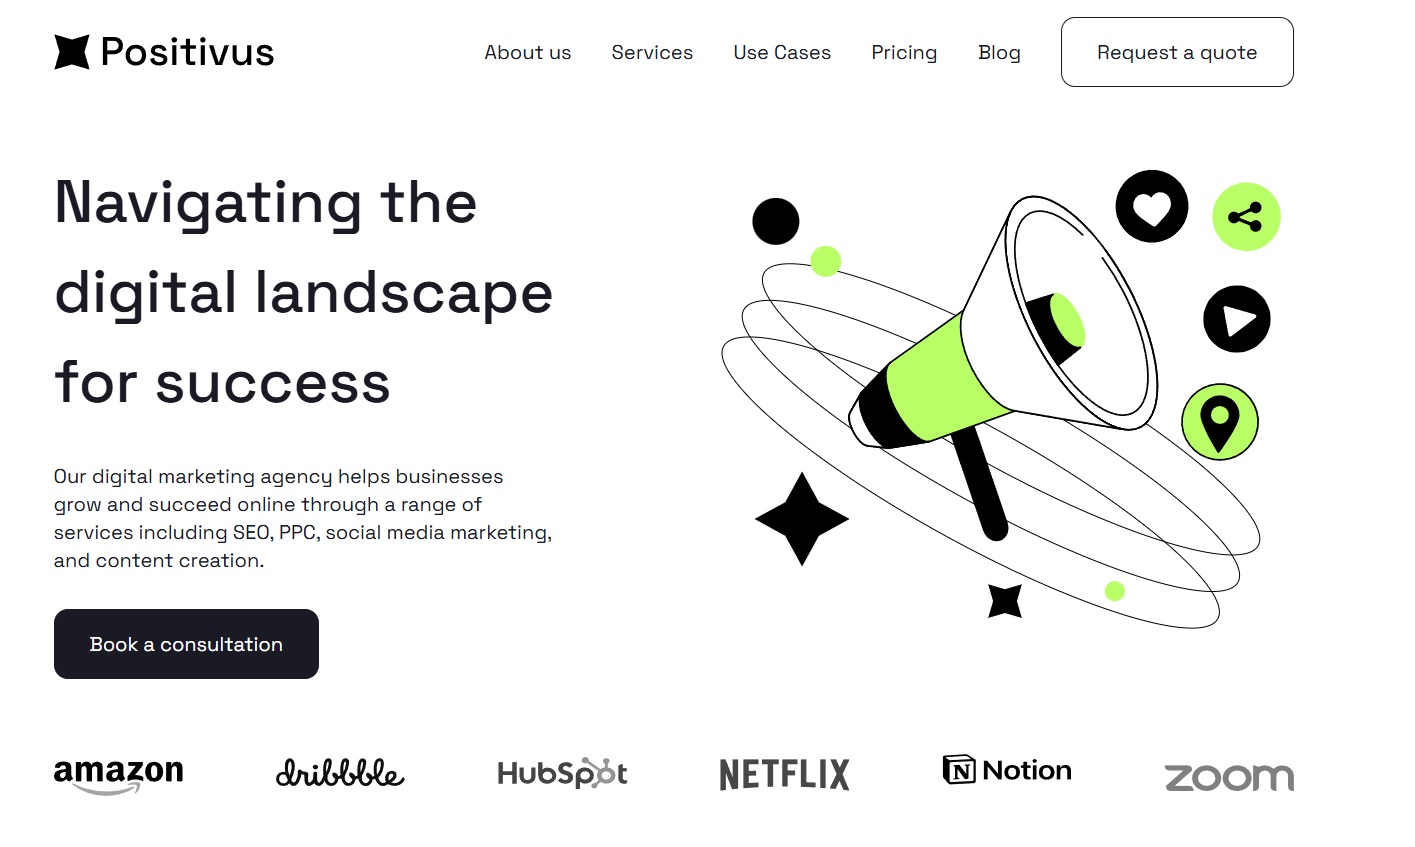 Positivus
About us
Services
Use Cases
Pricing
Blog
Request a quote
Navigating the
digital landscape
for success
Our digital marketing agency helps businesses
grow and succeed online through a range of
services including SEO, PPC, social media marketing,
and content creation.
Book a consultation
amazon
dribbble
HubSpot
NETFLIX
N Notion
zoom